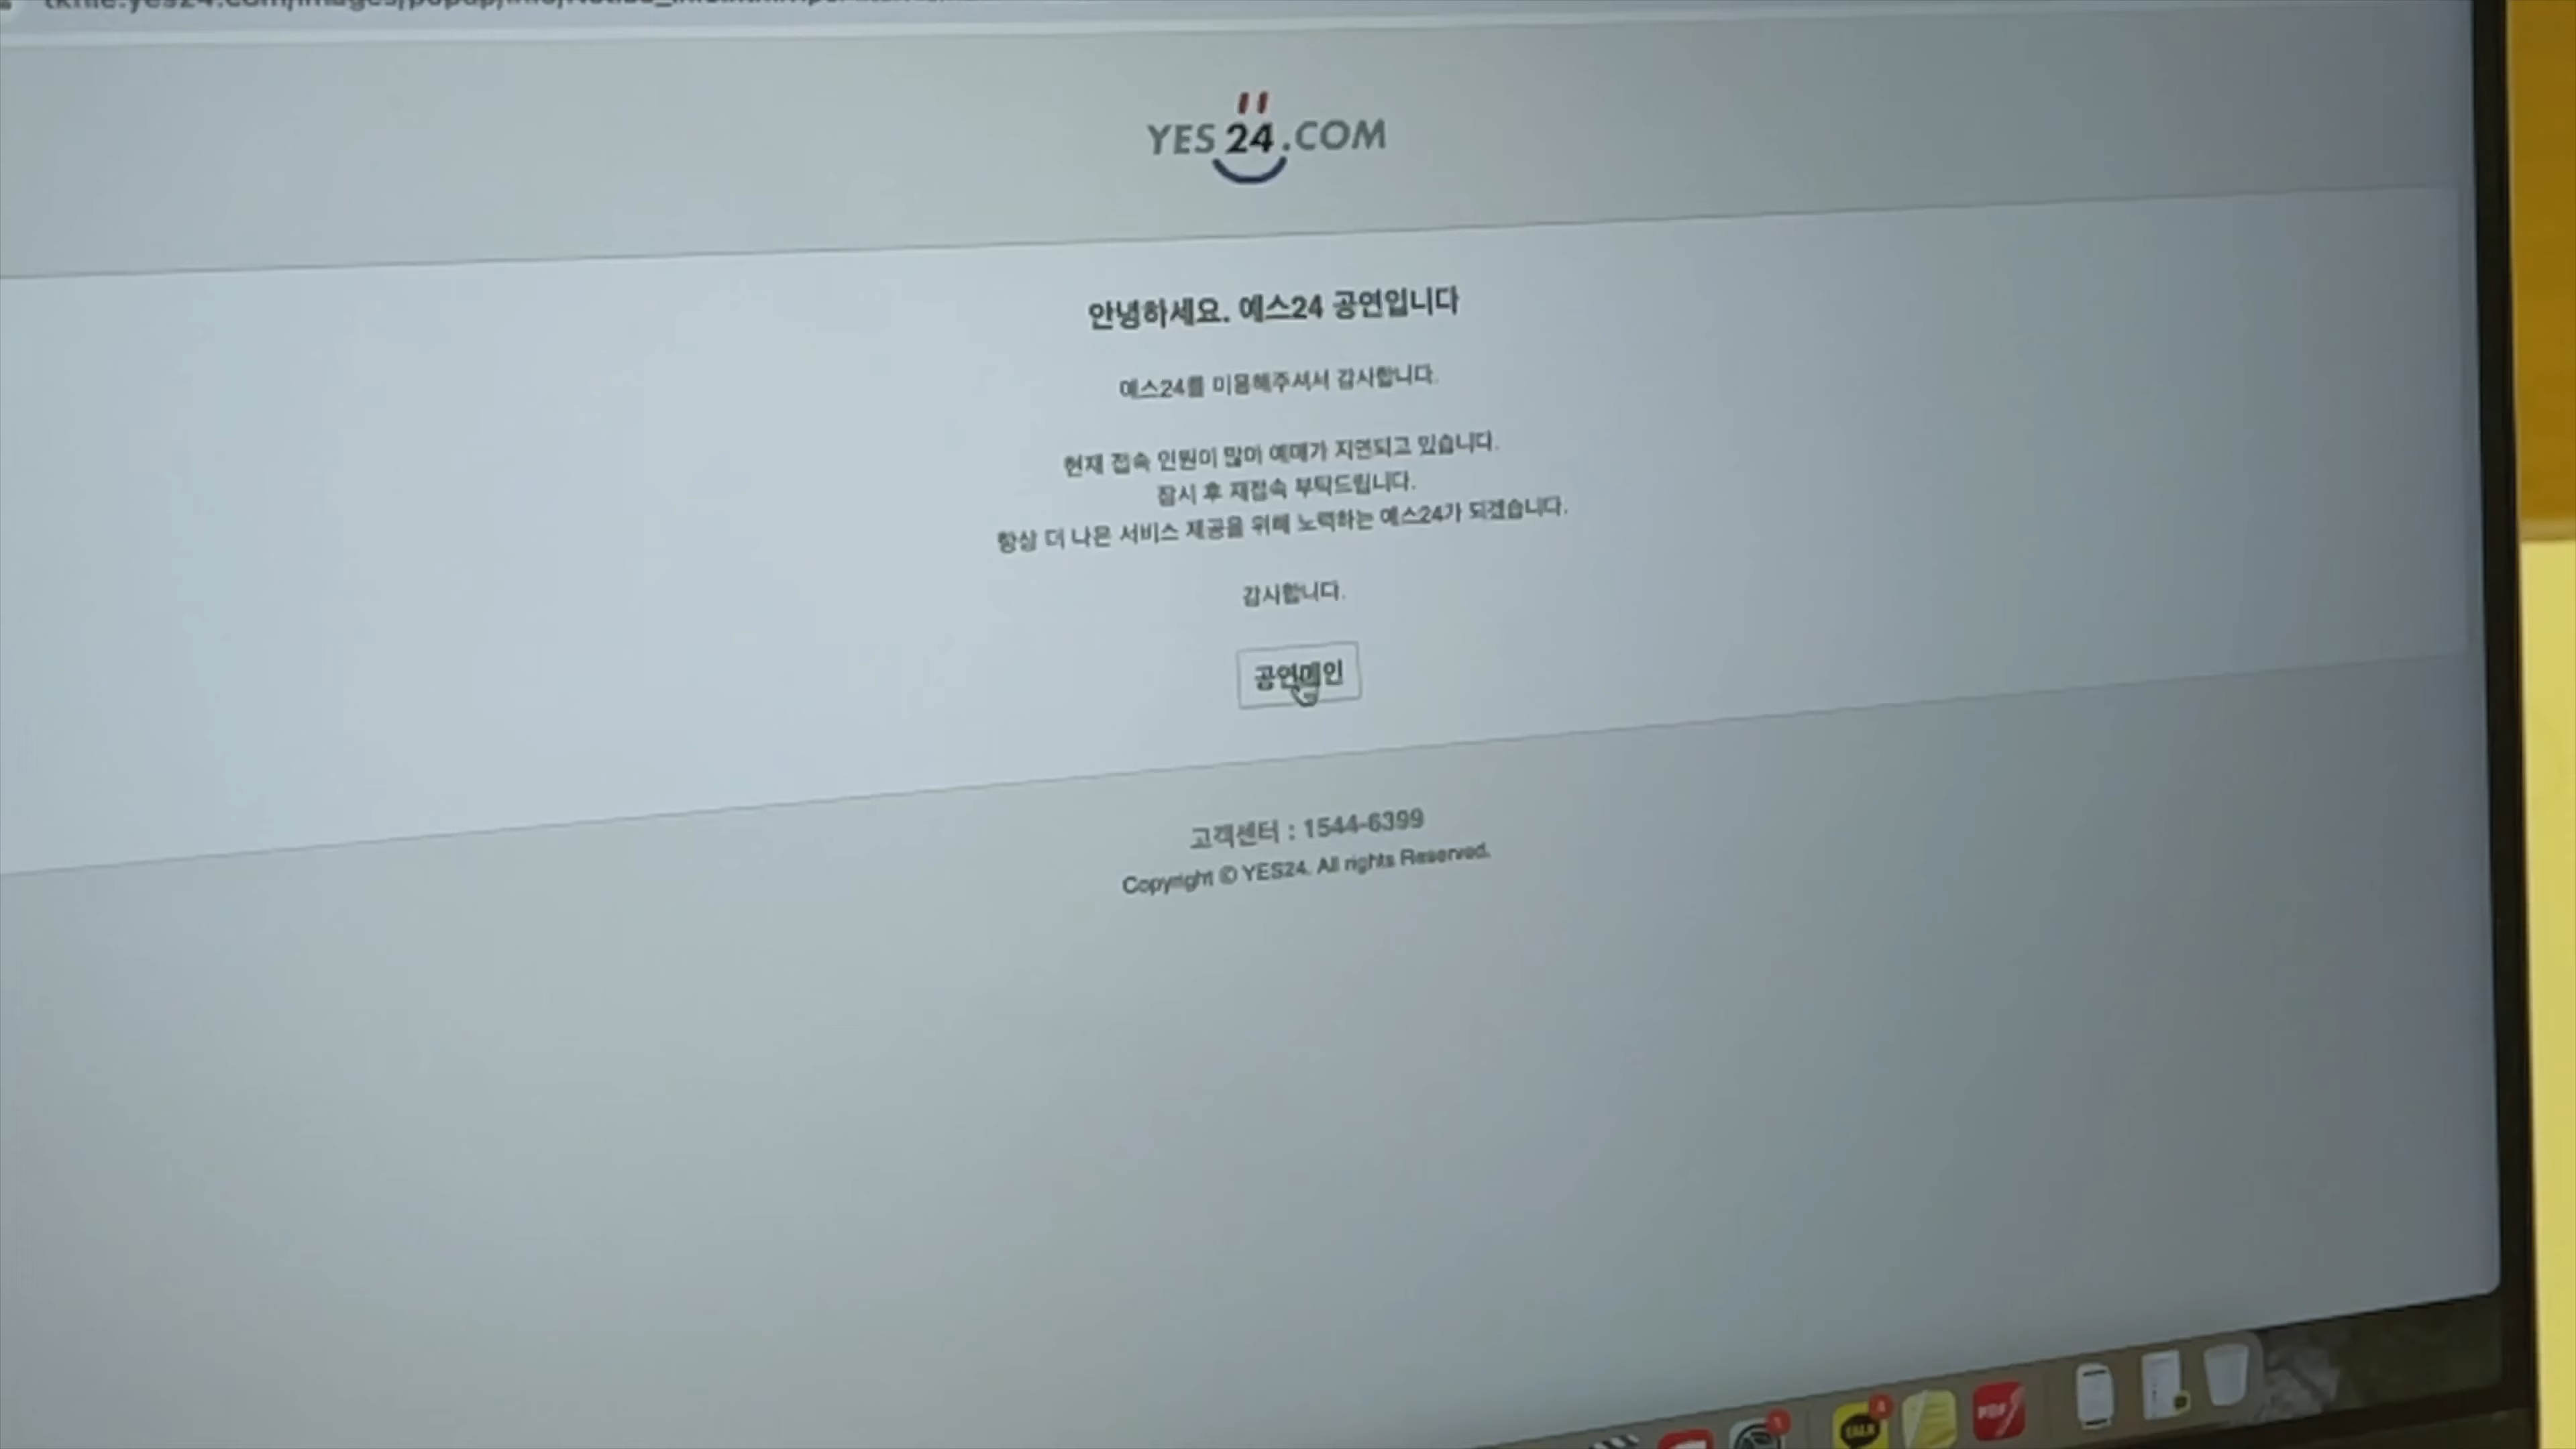 YES24.COM
안녕하세요. 예스24 공연입니다
예스24를 이용해주셔서 감사합니다.
현재 접속 인원이 많아 예매가 지연되고 있습니다.
잠시 후 재접속 부탁드립니다.
항상 더 나은 서비스 제공을 위해 노력하는 예스24가 되겠습니다.
감사합니다.
공연메인
고객센터 : 1544-6399
Copyright © YES24. All rights Reserved.
1
4
TALK
PDF